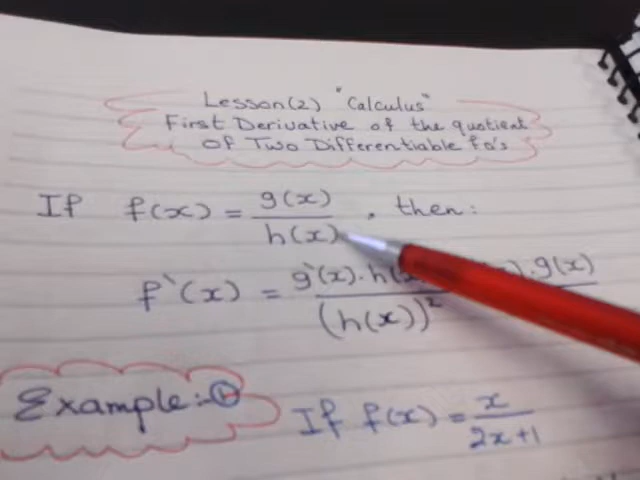 Lesson(2) "Calculus"
First Derivative of the quotient
Of Two Differentiable fn's
If f(x) = g(x) / h(x) , then:
f`(x) = g`(x).h(x .g(x) / (h(x))²
Example:-① If f(x) = x / 2x+1